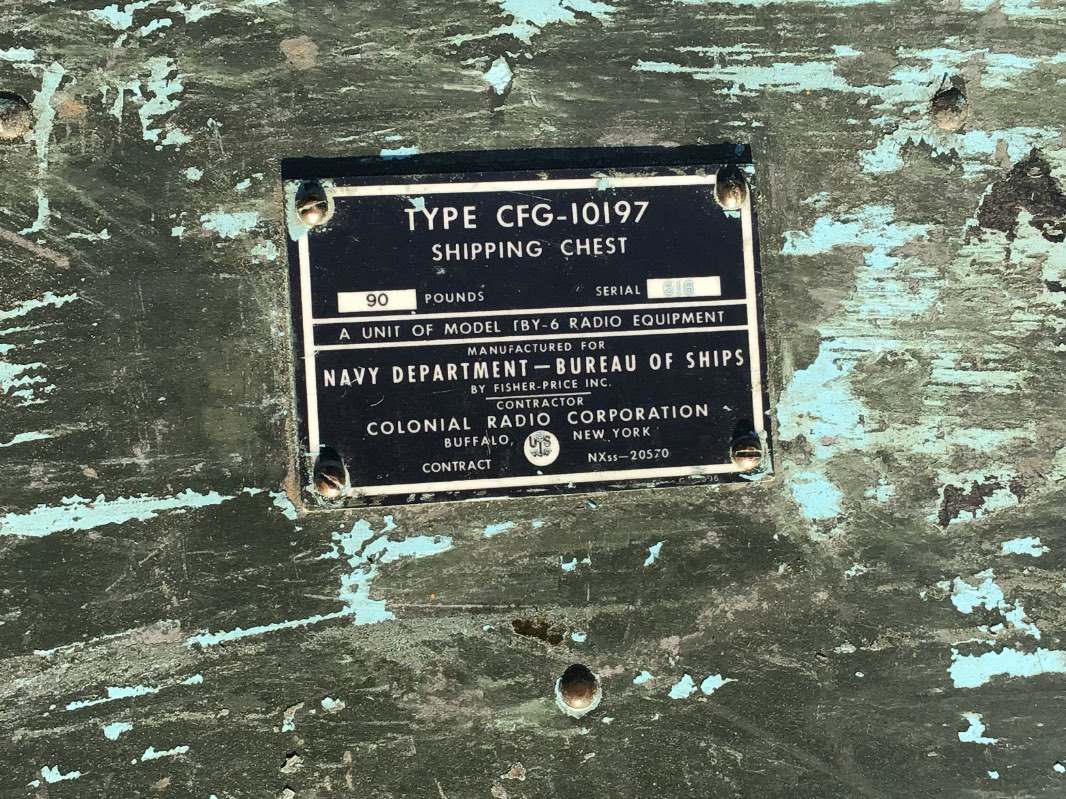 TYPE CFG-10197
SHIPPING CHEST
90 POUNDS SERIAL 618
A UNIT OF MODEL TBY-6 RADIO EQUIPMENT
MANUFACTURED FOR
NAVY DEPARTMENT—BUREAU OF SHIPS
BY FISHER-PRICE INC.
CONTRACTOR
COLONIAL RADIO CORPORATION
BUFFALO, NEW YORK
CONTRACT NXss—20570